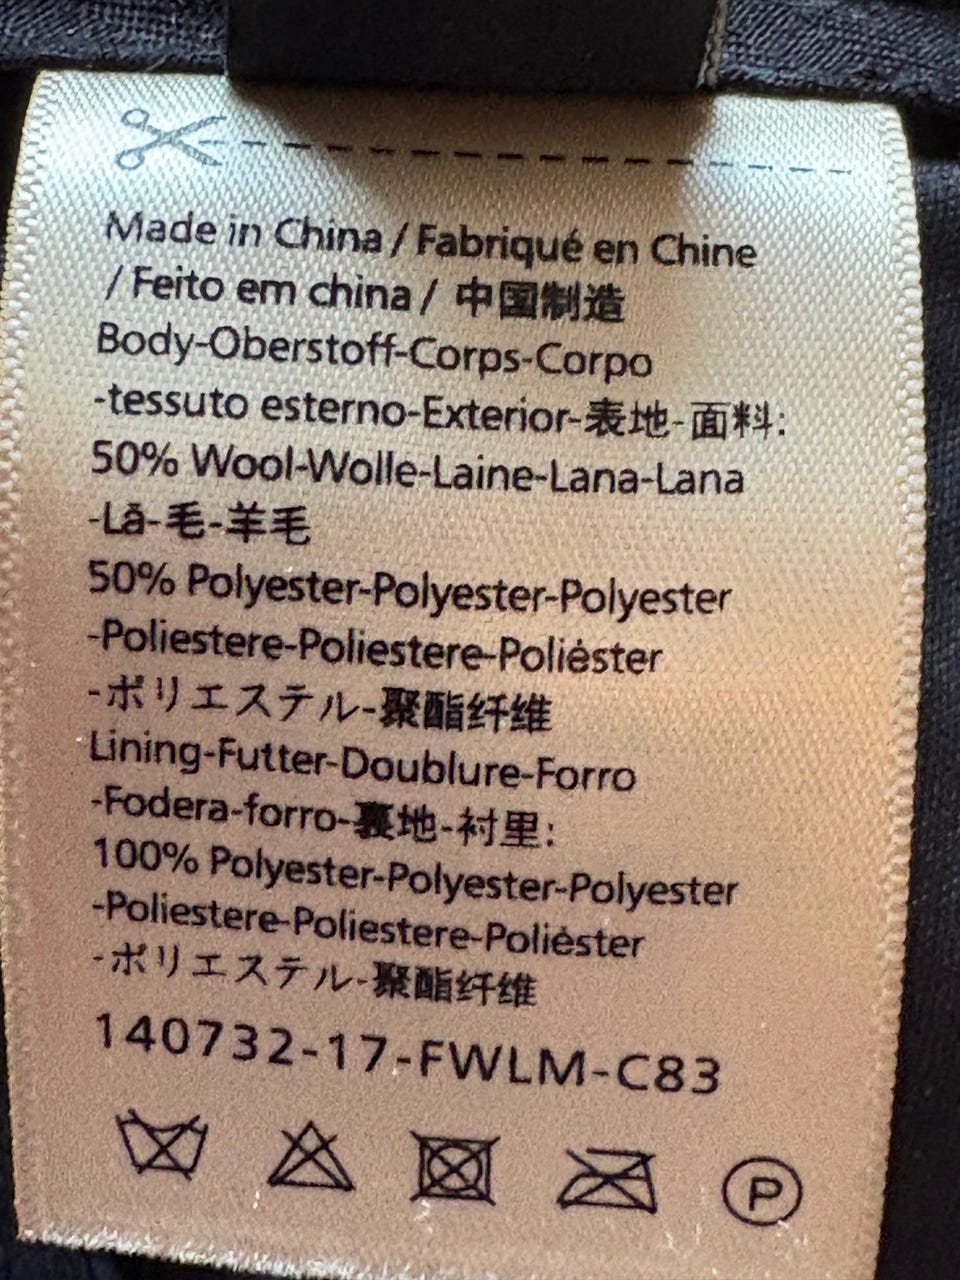 Made in China / Fabriqué en Chine
/ Feito em china / 中国制造
Body-Oberstoff-Corps-Corpo
-tessuto esterno-Exterior-表地-面料:
50% Wool-Wolle-Laine-Lana-Lana
-Lã-毛-羊毛
50% Polyester-Polyester-Polyester
-Poliestere-Poliestere-Poliéster
-ポリエステル-聚酯纤维
Lining-Futter-Doublure-Forro
-Fodera-forro-裏地-衬里:
100% Polyester-Polyester-Polyester
-Poliestere-Poliestere-Poliéster
-ポリエステル-聚酯纤维
140732-17-FWLM-C83
P